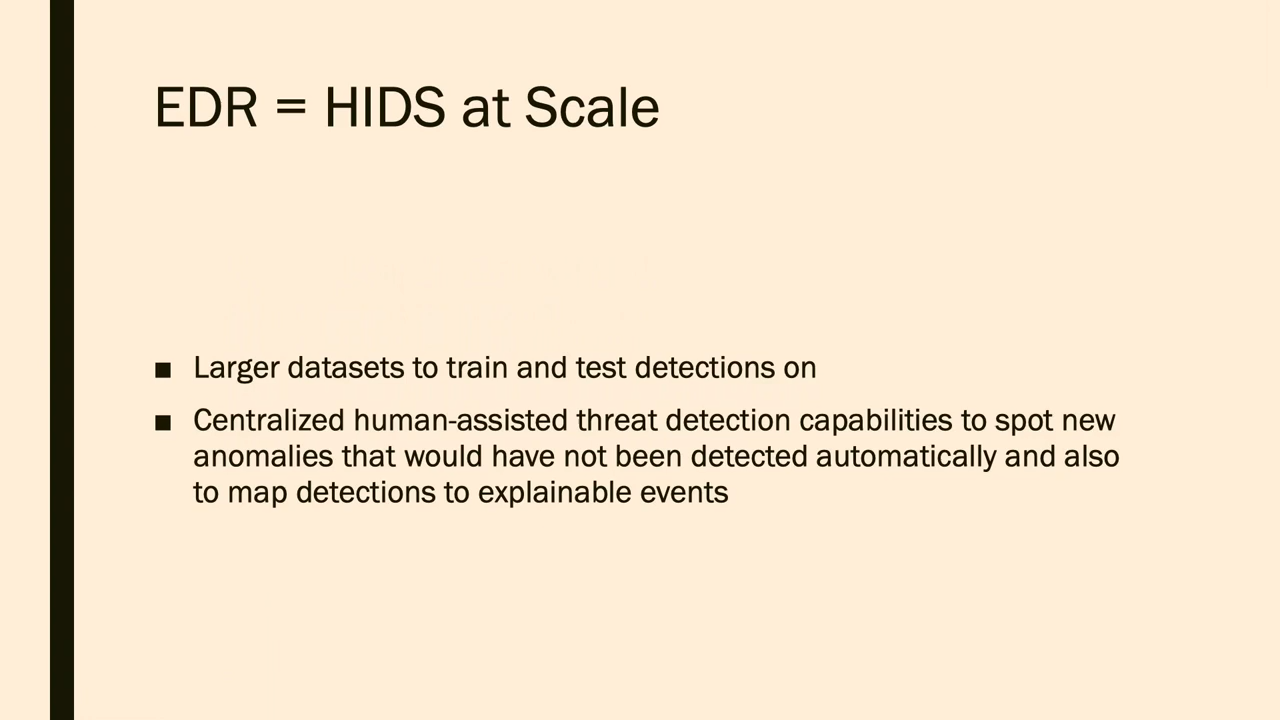 EDR = HIDS at Scale
■ Larger datasets to train and test detections on
■ Centralized human-assisted threat detection capabilities to spot new
anomalies that would have not been detected automatically and also
to map detections to explainable events